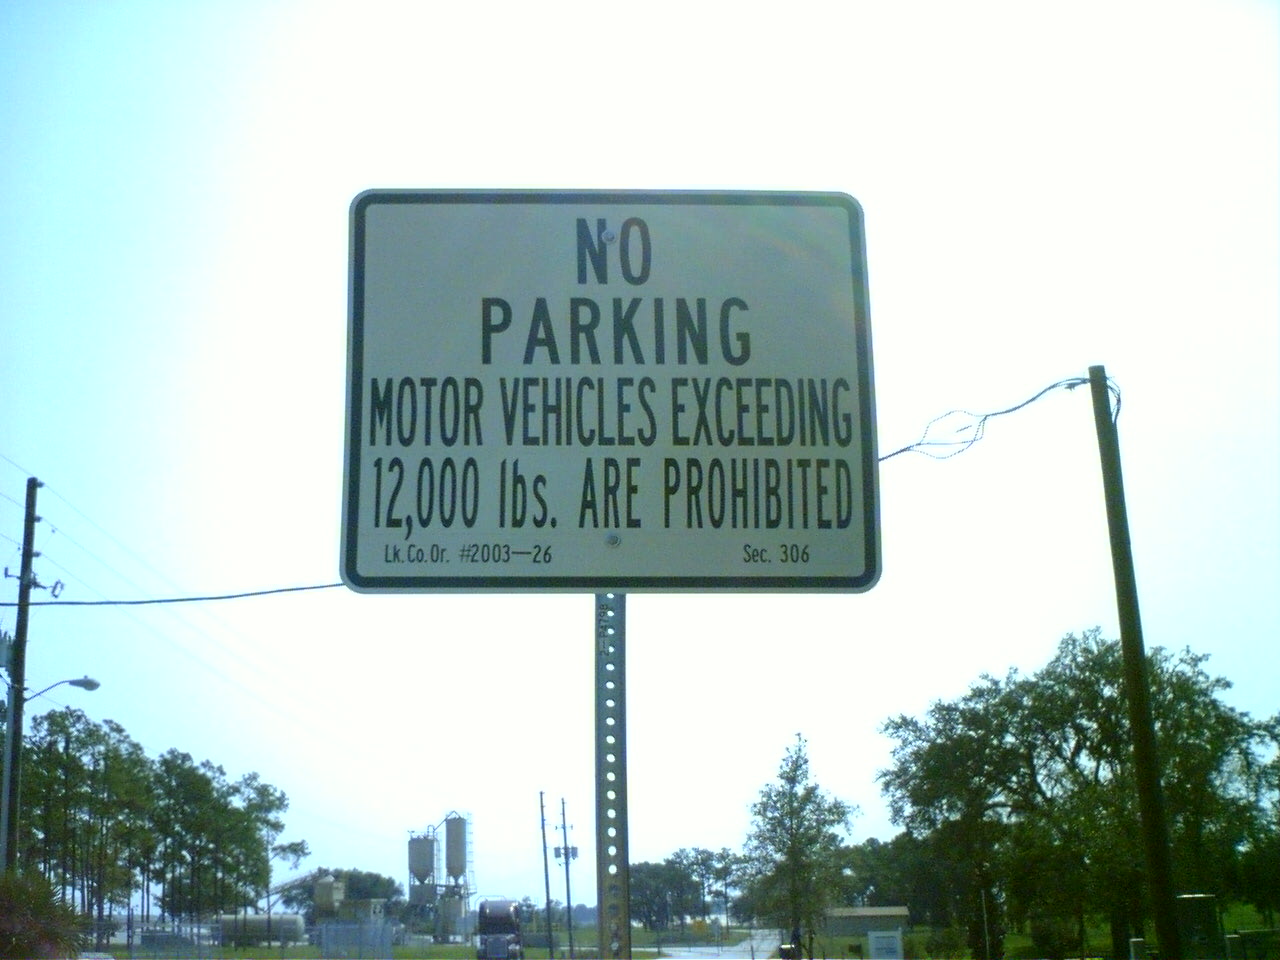 NO
PARKING
MOTOR VEHICLES EXCEEDING
12,000 lbs. ARE PROHIBITED
Lk. Co. Or. #2003—26 Sec. 306